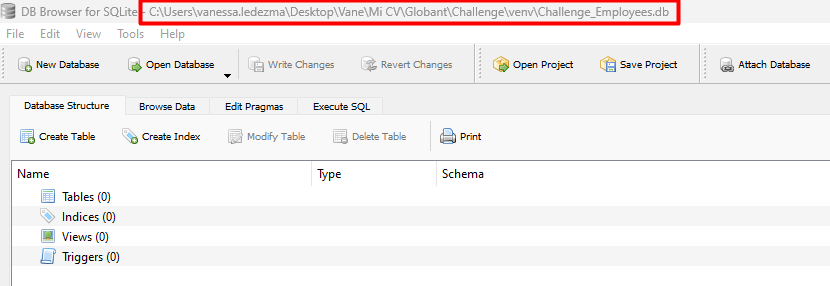 DB Browser for SQLite - C:\Users\vanessa.ledezma\Desktop\Vane\Mi CV\Globant\Challenge\venv\Challenge_Employees.db
File Edit View Tools Help
New Database Open Database Write Changes Revert Changes Open Project Save Project Attach Database
Database Structure Browse Data Edit Pragmas Execute SQL
Create Table Create Index Modify Table Delete Table Print
Name Type Schema
Tables (0)
Indices (0)
Views (0)
Triggers (0)